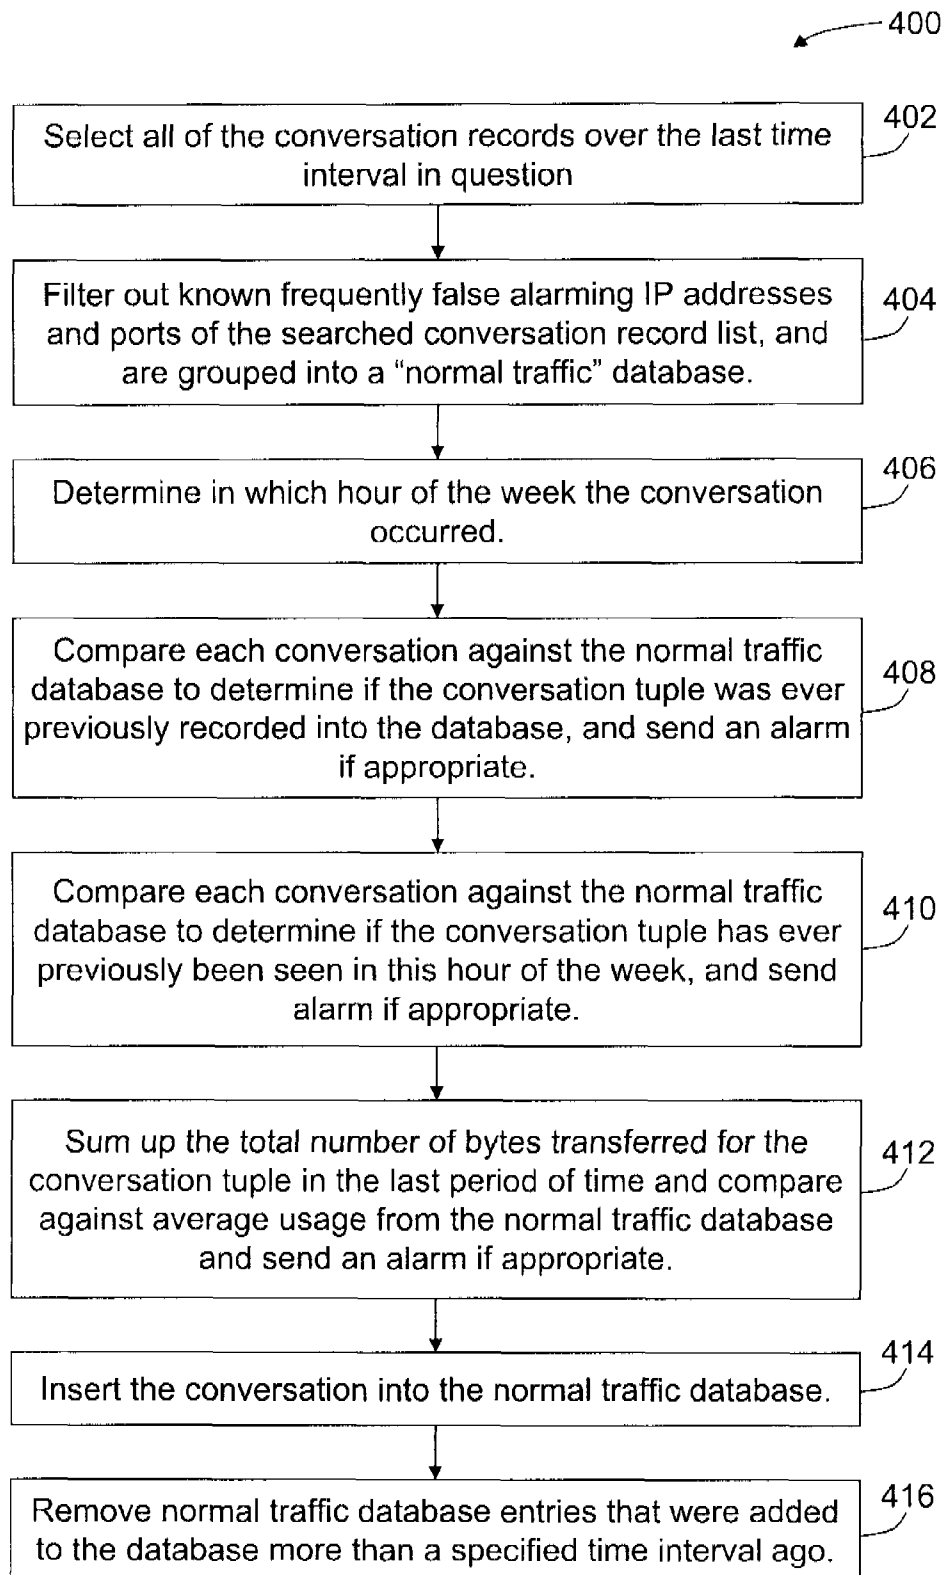 400
402
Select all of the conversation records over the last time
interval in question
404
Filter out known frequently false alarming IP addresses
and ports of the searched conversation record list, and
are grouped into a “normal traffic” database.
406
Determine in which hour of the week the conversation
occurred.
408
Compare each conversation against the normal traffic
database to determine if the conversation tuple was ever
previously recorded into the database, and send an alarm
if appropriate.
410
Compare each conversation against the normal traffic
database to determine if the conversation tuple has ever
previously been seen in this hour of the week, and send
alarm if appropriate.
412
Sum up the total number of bytes transferred for the
conversation tuple in the last period of time and compare
against average usage from the normal traffic database
and send an alarm if appropriate.
414
Insert the conversation into the normal traffic database.
416
Remove normal traffic database entries that were added
to the database more than a specified time interval ago.